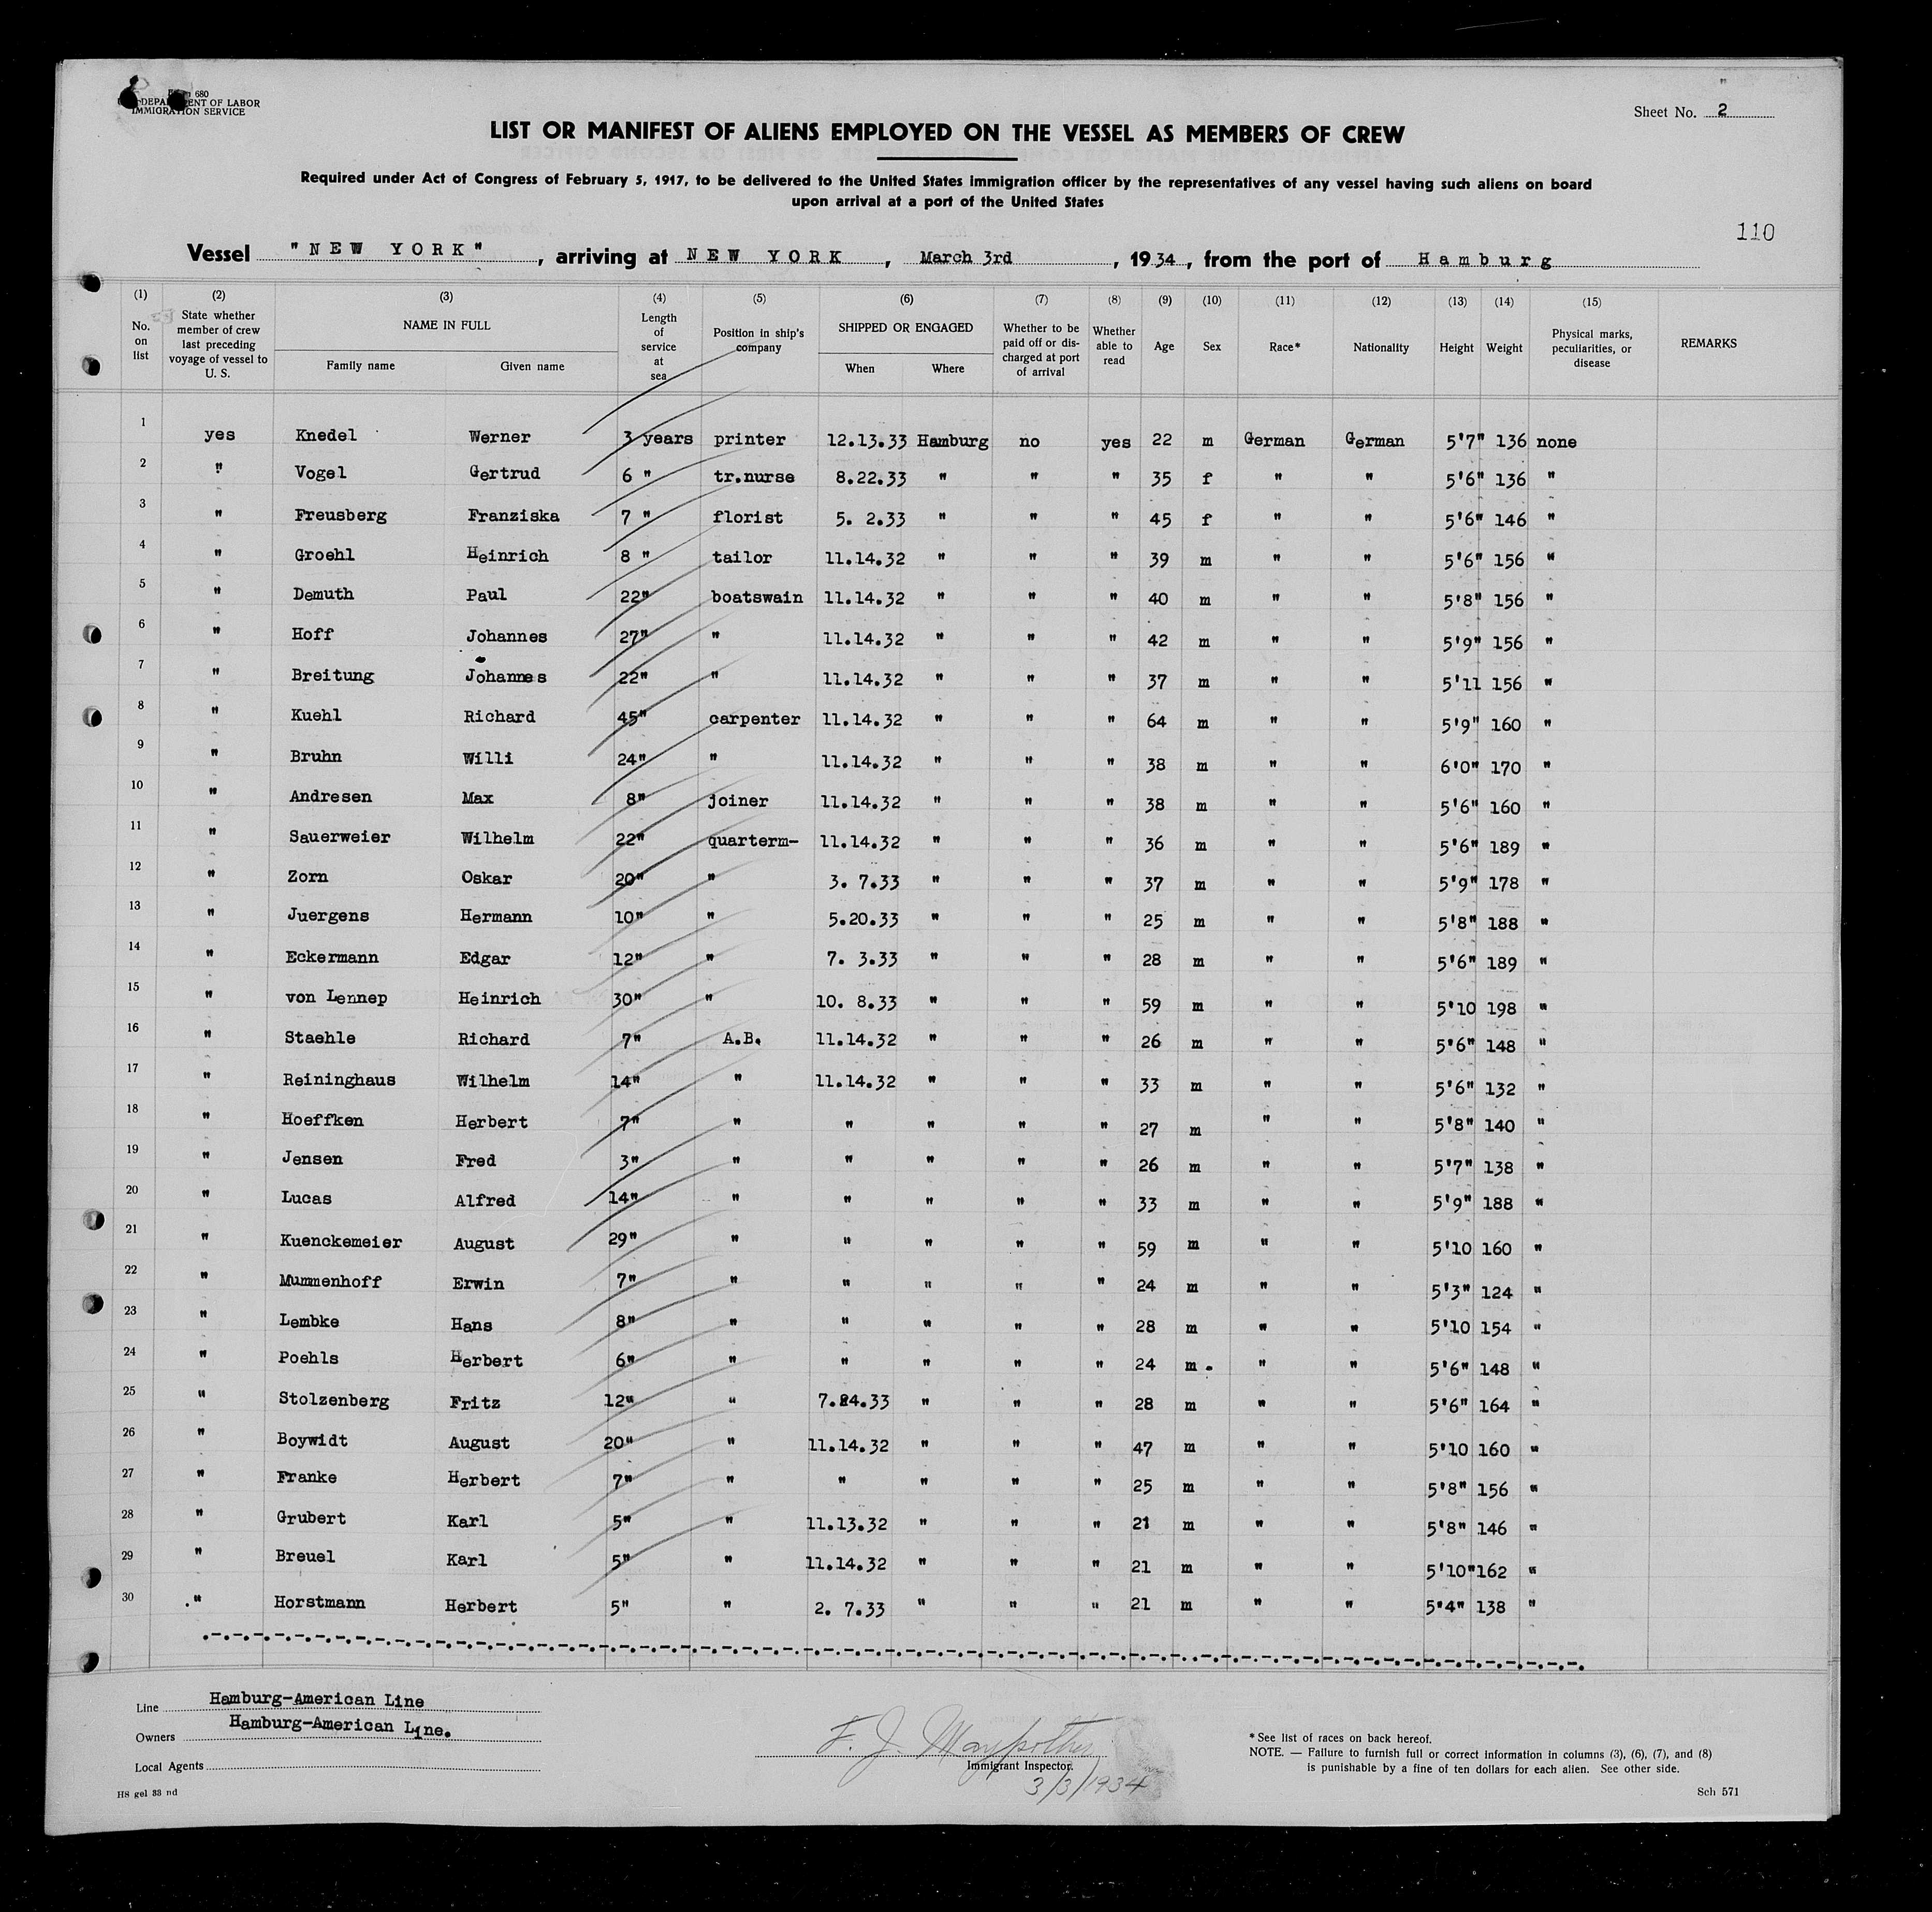 680
DEPARTMENT OF LABOR
IMMIGRATION SERVICE
Sheet No. 2
LIST OR MANIFEST OF ALIENS EMPLOYED ON THE VESSEL AS MEMBERS OF CREW
Required under Act of Congress of February 5, 1917, to be delivered to the United States immigration officer by the representatives of any vessel having such aliens on board
upon arrival at a port of the United States
110
Vessel "NEW YORK", arriving at NEW YORK, March 3rd, 1934, from the port of Hamburg
(1) No. on list (2) State whether member of crew last preceding voyage of vessel to U. S. (3) NAME IN FULL Family name Given name (4) Length of service at sea (5) Position in ship's company (6) SHIPPED OR ENGAGED When Where (7) Whether to be paid off or dis-charged at port of arrival (8) Whether able to read (9) Age (10) Sex (11) Race* (12) Nationality (13) Height (14) Weight (15) Physical marks, peculiarities, or disease REMARKS
1 yes Knedel Werner 3 years printer 12.13.33 Hamburg no yes 22 m German German 5'7" 136 none
2 " Vogel Gertrud 6 " tr.nurse 8.22.33 " " " 35 f " " 5'6" 136 "
3 " Freusberg Franziska 7 " florist 5. 2.33 " " " 45 f " " 5'6" 146 "
4 " Groehl Heinrich 8 " tailor 11.14.32 " " " 39 m " " 5'6" 156 "
5 " Demuth Paul 22" boatswain 11.14.32 " " " 40 m " " 5'8" 156 "
6 " Hoff Johannes 27" " 11.14.32 " " " 42 m " " 5'9" 156 "
7 " Breitung Johannes 22" " 11.14.32 " " " 37 m " " 5'11 156 "
8 " Kuehl Richard 45" carpenter 11.14.32 " " " 64 m " " 5'9" 160 "
9 " Bruhn Willi 24" " 11.14.32 " " " 38 m " " 6'0" 170 "
10 " Andresen Max 8" joiner 11.14.32 " " " 38 m " " 5'6" 160 "
11 " Sauerweier Wilhelm 22" quarterm- 11.14.32 " " " 36 m " " 5'6" 189 "
12 " Zorn Oskar 20" " 3. 7.33 " " " 37 m " " 5'9" 178 "
13 " Juergens Hermann 10" " 5.20.33 " " " 25 m " " 5'8" 188 "
14 " Eckermann Edgar 12" " 7. 3.33 " " " 28 m " " 5'6" 189 "
15 " von Lennep Heinrich 30" " 10. 8.33 " " " 59 m " " 5'10 198 "
16 " Staehle Richard 7" A.B. 11.14.32 " " " 26 m " " 5'6" 148 "
17 " Reininghaus Wilhelm 14" " 11.14.32 " " " 33 m " " 5'6" 132 "
18 " Hoeffken Herbert 7" " " " " " 27 m " " 5'8" 140 "
19 " Jensen Fred 3" " " " " " 26 m " " 5'7" 138 "
20 " Lucas Alfred 14" " " " " " 33 m " " 5'9" 188 "
21 " Kuenckemeier August 29" " " " " " 59 m " " 5'10 160 "
22 " Mummenhoff Erwin 7" " " " " " 24 m " " 5'3" 124 "
23 " Lembke Hans 8" " " " " " 28 m " " 5'10 154 "
24 " Poehls Herbert 6" " " " " " 24 m. " " 5'6" 148 "
25 " Stolzenberg Fritz 12" " 7.24.33 " " " 28 m " " 5'6" 164 "
26 " Boywidt August 20" " 11.14.32 " " " 47 m " " 5'10 160 "
27 " Franke Herbert 7" " " " " " 25 m " " 5'8" 156 "
28 " Grubert Karl 5" " 11.13.32 " " " 21 m " " 5'8" 146 "
29 " Breuel Karl 5" " 11.14.32 " " " 21 m " " 5'10" 162 "
30 ." Horstmann Herbert 5" " 2. 7.33 " " " 21 m " " 5'4" 138 "
Line Hamburg-American Line
Owners Hamburg-American Line.
Local Agents
HS gel 33 nd
F. J.
Immigrant Inspector.
3/3/1934
* See list of races on back hereof.
NOTE. — Failure to furnish full or correct information in columns (3), (6), (7), and (8)
is punishable by a fine of ten dollars for each alien. See other side.
Sch 571